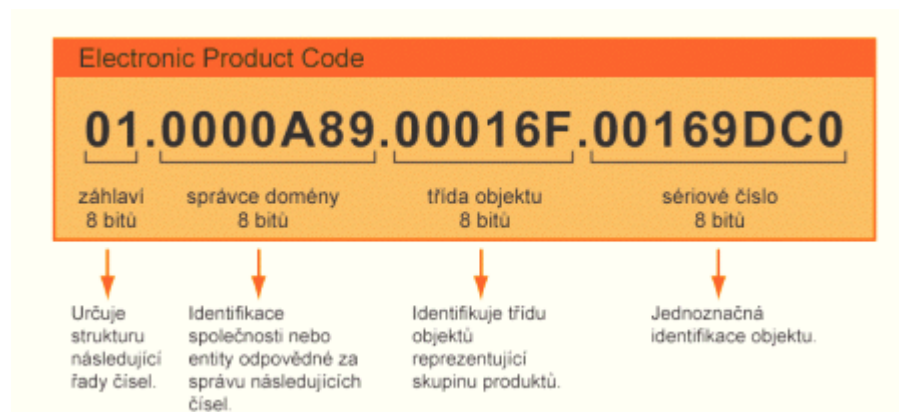 Electronic Product Code
01.0000A89.00016F.00169DC0
záhlaví správce domény třída objektu sériové číslo
8 bitů 8 bitů 8 bitů 8 bitů
Určuje
strukturu
následující
řady čísel.
Identifikace
společnosti nebo
entity odpovědné za
správu následujících
čísel.
Identifikuje třídu
objektů
reprezentující
skupinu produktů.
Jednoznačná
identifikace objektu.